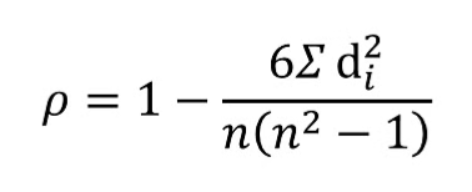 ρ = 1 − 6Σ d_i^2 / n(n^2 − 1)